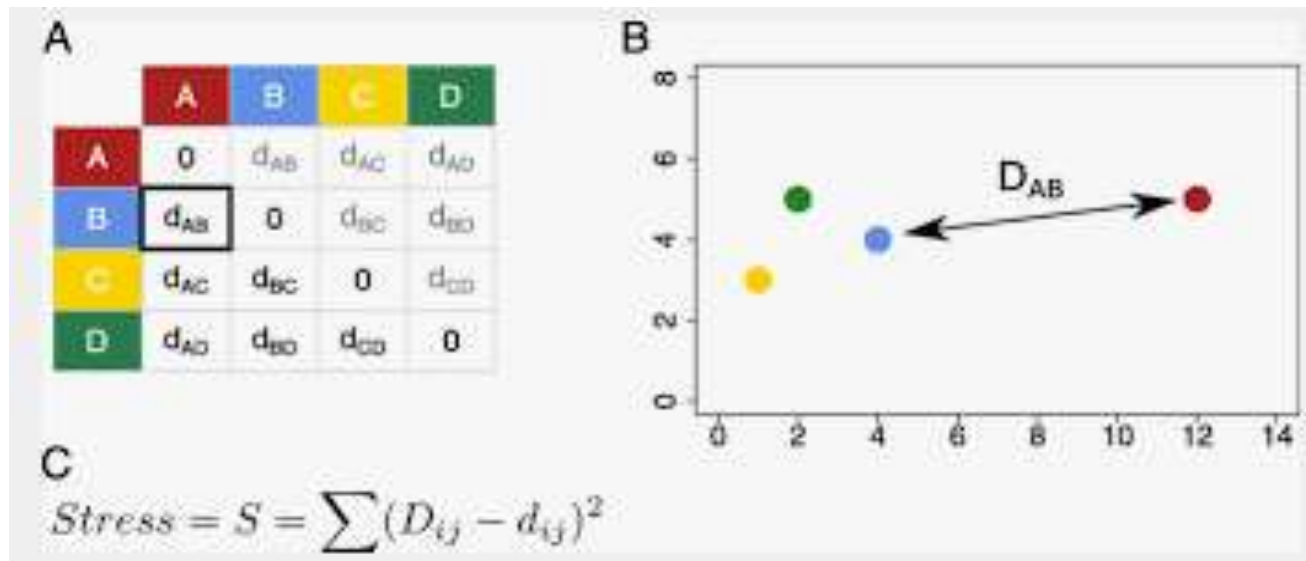 A
A B C D
A 0 dAB dAC dAD
B dAB 0 dBC dBD
C dAC dBC 0 dCD
D dAD dBD dCD 0
B
8
6
4
2
0
DAB
0 2 4 6 8 10 12 14
C
Stress = S = ∑(Dij − dij)²